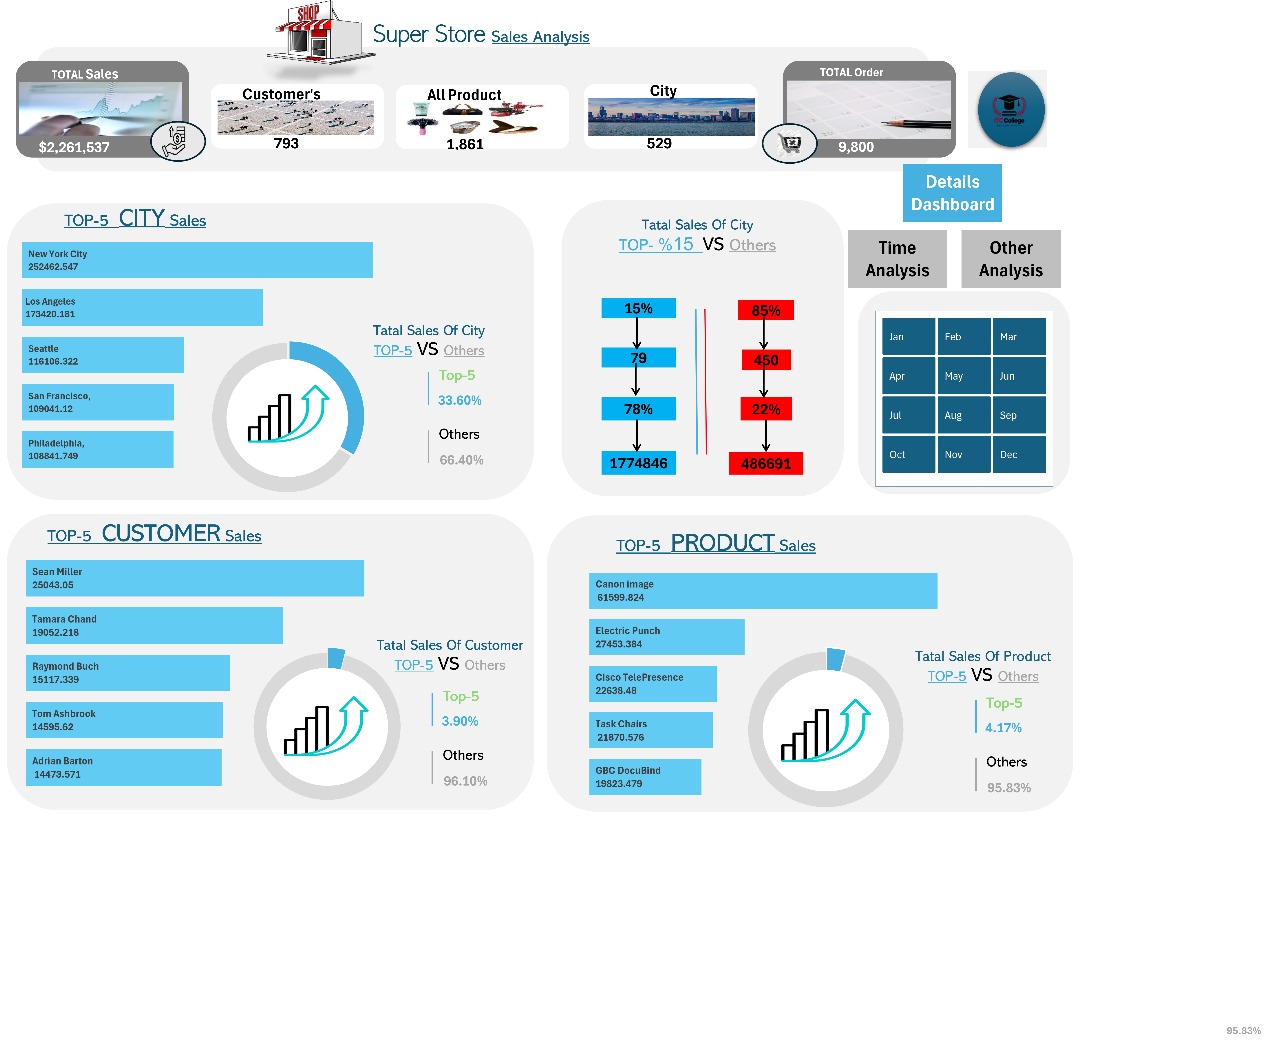 Super Store Sales Analysis
SHOP
TOTAL Sales
$2,261,537
Customer's
793
All Product
1.861
City
529
TOTAL Order
9,800
College
Details
Dashboard
Time
Analysis
Other
Analysis
TOP-5 CITY Sales
New York City
252462.547
Los Angeles
173420.181
Seattle
116106.322
San Francisco,
109041.12
Philadelphia,
108841.749
Tatal Sales Of City
TOP-5 VS Others
Top-5
33.60%
Others
66.40%
Tatal Sales Of City
TOP- %15 VS Others
15%
79
78%
1774846
85%
450
22%
486691
Jan
Feb
Mar
Apr
May
Jun
Jul
Aug
Sep
Oct
Nov
Dec
TOP-5 CUSTOMER Sales
Sean Miller
25043.05
Tamara Chand
19052.218
Raymond Buch
15117.339
Tom Ashbrook
14595.62
Adrian Barton
14473.571
Tatal Sales Of Customer
TOP-5 VS Others
Top-5
3.90%
Others
96.10%
TOP-5 PRODUCT Sales
Canon image
61599.824
Electric Punch
27453.384
Cisco TelePresence
22638.48
Task Chairs
21870.576
GBC DocuBind
19823.479
Tatal Sales Of Product
TOP-5 VS Others
Top-5
4.17%
Others
95.83%
95.83%